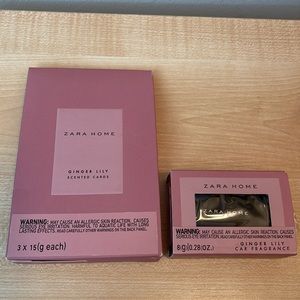 ZARA HOME
GINGER LILY
SCENTED CARDS
WARNING: MAY CAUSE AN ALLERGIC SKIN REACTION. CAUSES
SERIOUS EYE IRRITATION. HARMFUL TO AQUATIC LIFE WITH LONG
LASTING EFFECTS. READ CAREFULLY OTHER WARNINGS ON THE BACK PANEL.
3 x 15(g each)
ZARA HOME
WARNING: MAY CAUSE AN ALLERGIC SKIN REACTION. CAUSES
SERIOUS EYE IRRITATION. READ CAREFULLY OTHER WARNINGS ON THE BACK PANEL.
8g(0.28oz.)
GINGER LILY
CAR FRAGRANCE